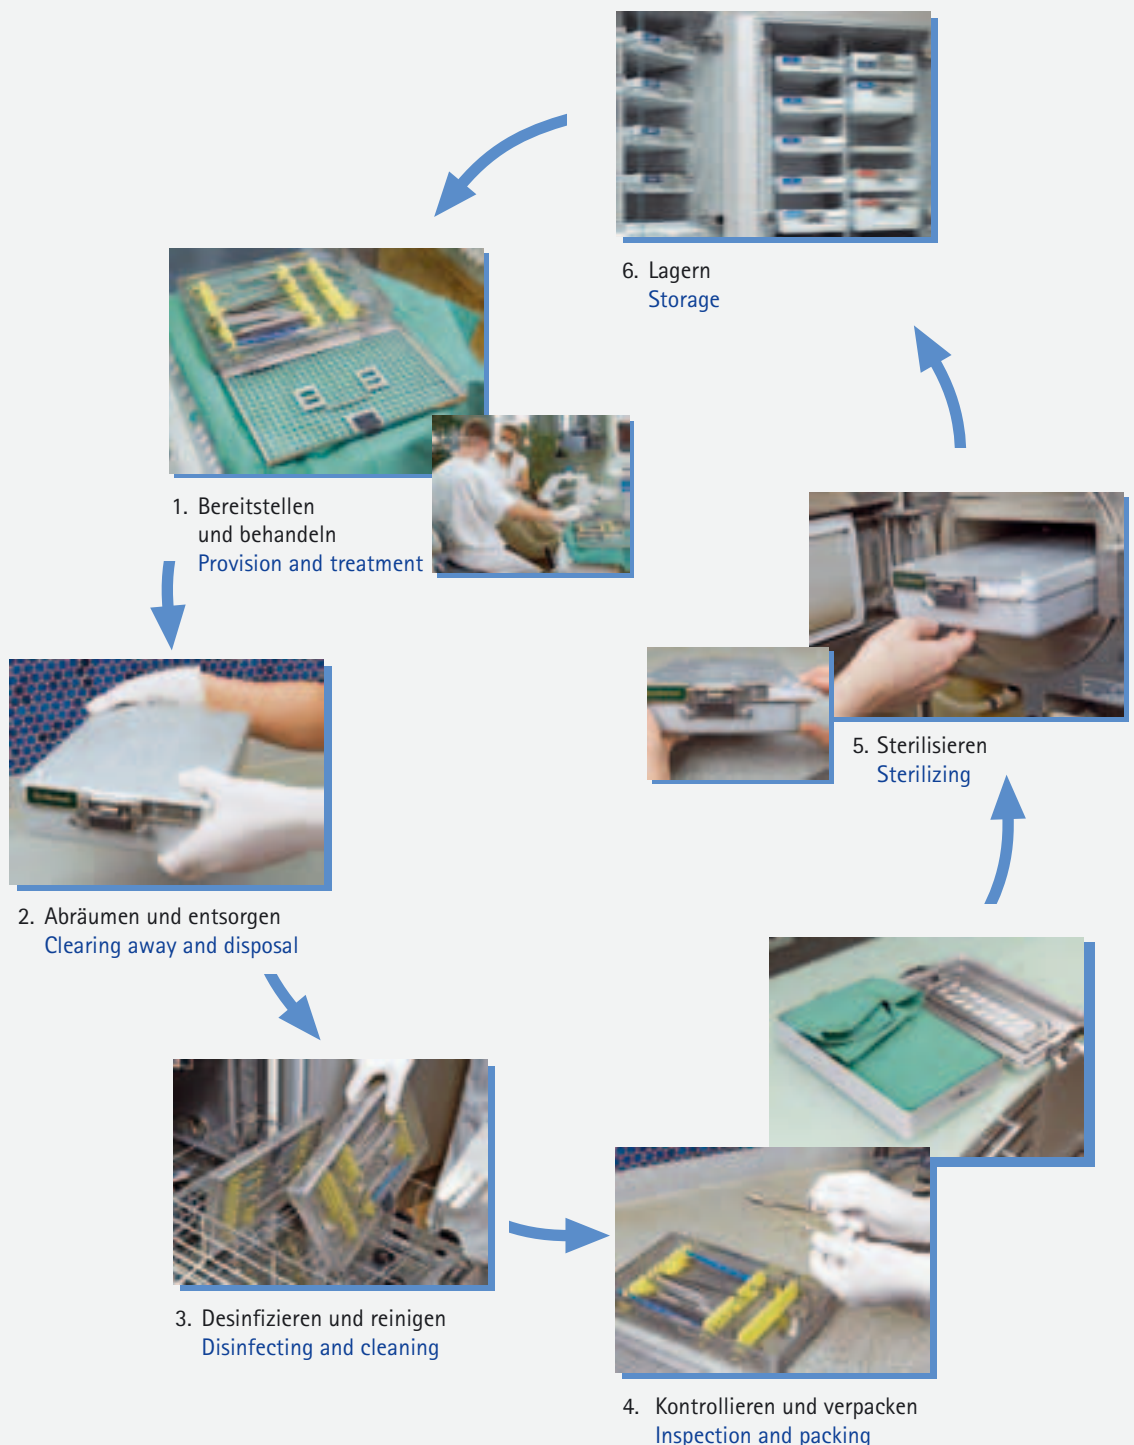 1. Bereitstellen
und behandeln
Provision and treatment
2. Abräumen und entsorgen
Clearing away and disposal
3. Desinfizieren und reinigen
Disinfecting and cleaning
4. Kontrollieren und verpacken
Inspection and packing
5. Sterilisieren
Sterilizing
6. Lagern
Storage